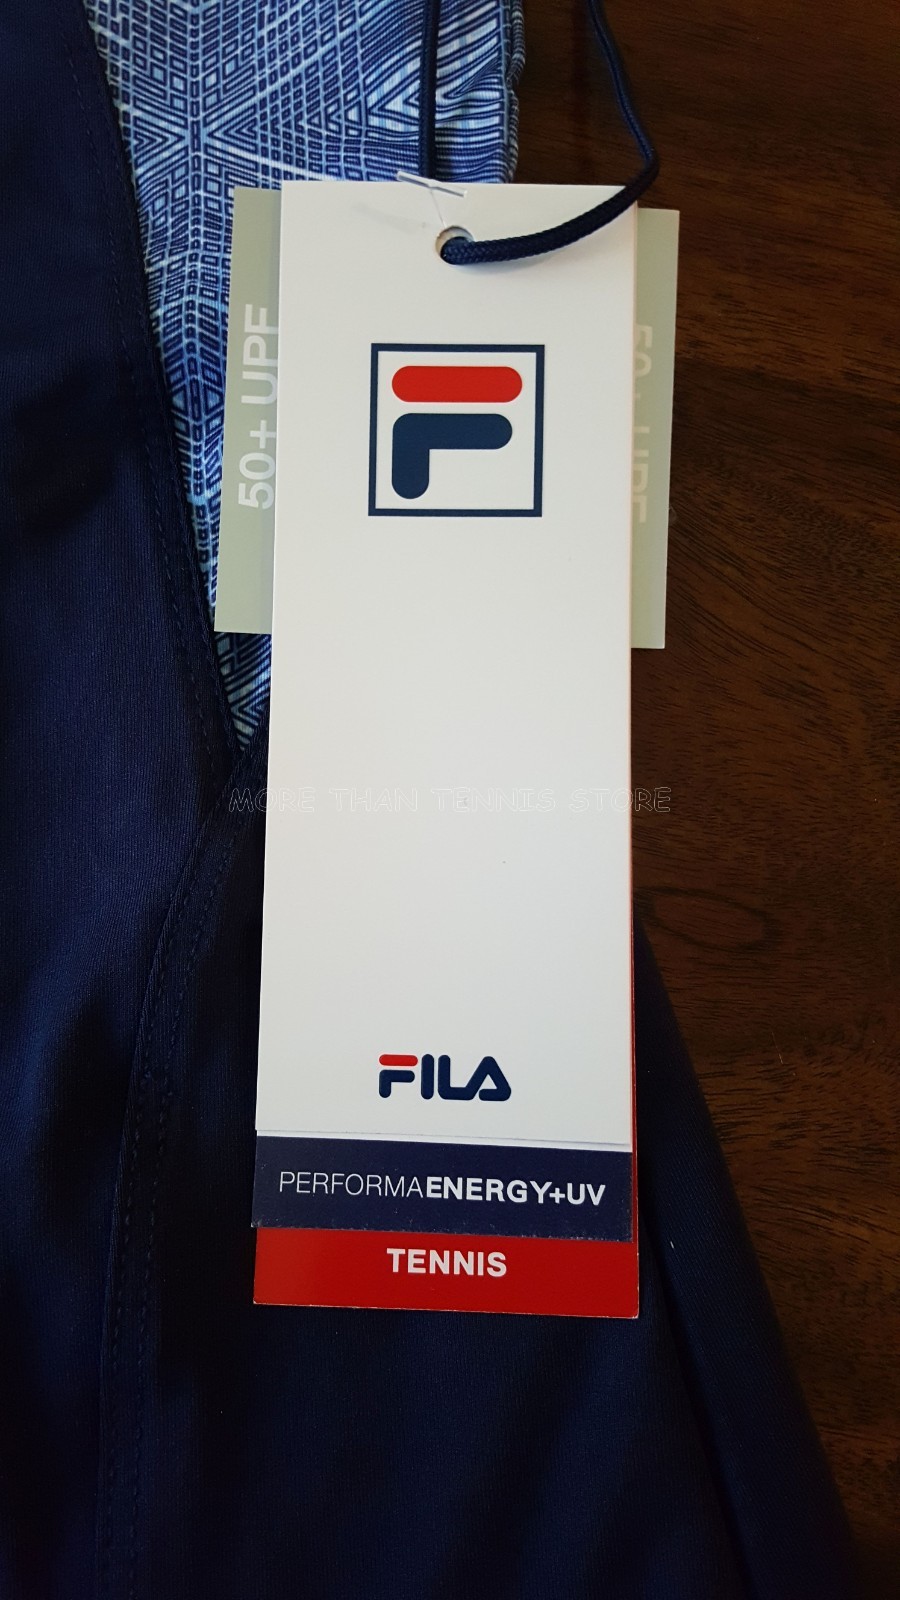 50+ UPF
50+ UPF
F
MORE THAN TENNIS STORE
FILA
PERFORMAENERGY+UV
TENNIS